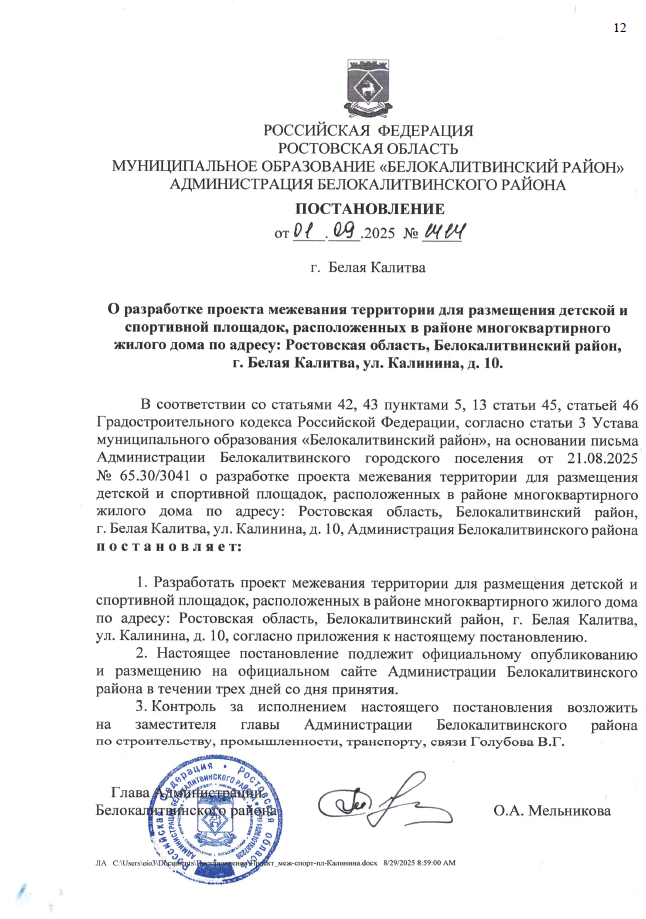 12
РОССИЙСКАЯ ФЕДЕРАЦИЯ
РОСТОВСКАЯ ОБЛАСТЬ
МУНИЦИПАЛЬНОЕ ОБРАЗОВАНИЕ «БЕЛОКАЛИТВИНСКИЙ РАЙОН»
АДМИНИСТРАЦИЯ БЕЛОКАЛИТВИНСКОГО РАЙОНА
ПОСТАНОВЛЕНИЕ
от 01.09.2025 № 1414
г. Белая Калитва
О разработке проекта межевания территории для размещения детской и
спортивной площадок, расположенных в районе многоквартирного
жилого дома по адресу: Ростовская область, Белокалитвинский район,
г. Белая Калитва, ул. Калинина, д. 10.
В соответствии со статьями 42, 43 пунктами 5, 13 статьи 45, статьей 46
Градостроительного кодекса Российской Федерации, согласно статьи 3 Устава
муниципального образования «Белокалитвинский район», на основании письма
Администрации Белокалитвинского городского поселения от 21.08.2025
№ 65.30/3041 о разработке проекта межевания территории для размещения
детской и спортивной площадок, расположенных в районе многоквартирного
жилого дома по адресу: Ростовская область, Белокалитвинский район,
г. Белая Калитва, ул. Калинина, д. 10, Администрация Белокалитвинского района
п о с т а н о в л я е т:
1. Разработать проект межевания территории для размещения детской и
спортивной площадок, расположенных в районе многоквартирного жилого дома
по адресу: Ростовская область, Белокалитвинский район, г. Белая Калитва,
ул. Калинина, д. 10, согласно приложения к настоящему постановлению.
2. Настоящее постановление подлежит официальному опубликованию
и размещению на официальном сайте Администрации Белокалитвинского
района в течении трех дней со дня принятия.
3. Контроль за исполнением настоящего постановления возложить
на заместителя главы Администрации Белокалитвинского района
по строительству, промышленности, транспорту, связи Голубова В.Г.
Глава Администрации
Белокалитвинского района
О.А. Мельникова
Российская Федерация • Ростовская область
ЛА C:\Users\eio3\Documents\Постановления\Проект_меж-спорт-пл-Калинина.docx 8/29/2025 8:59:00 AM